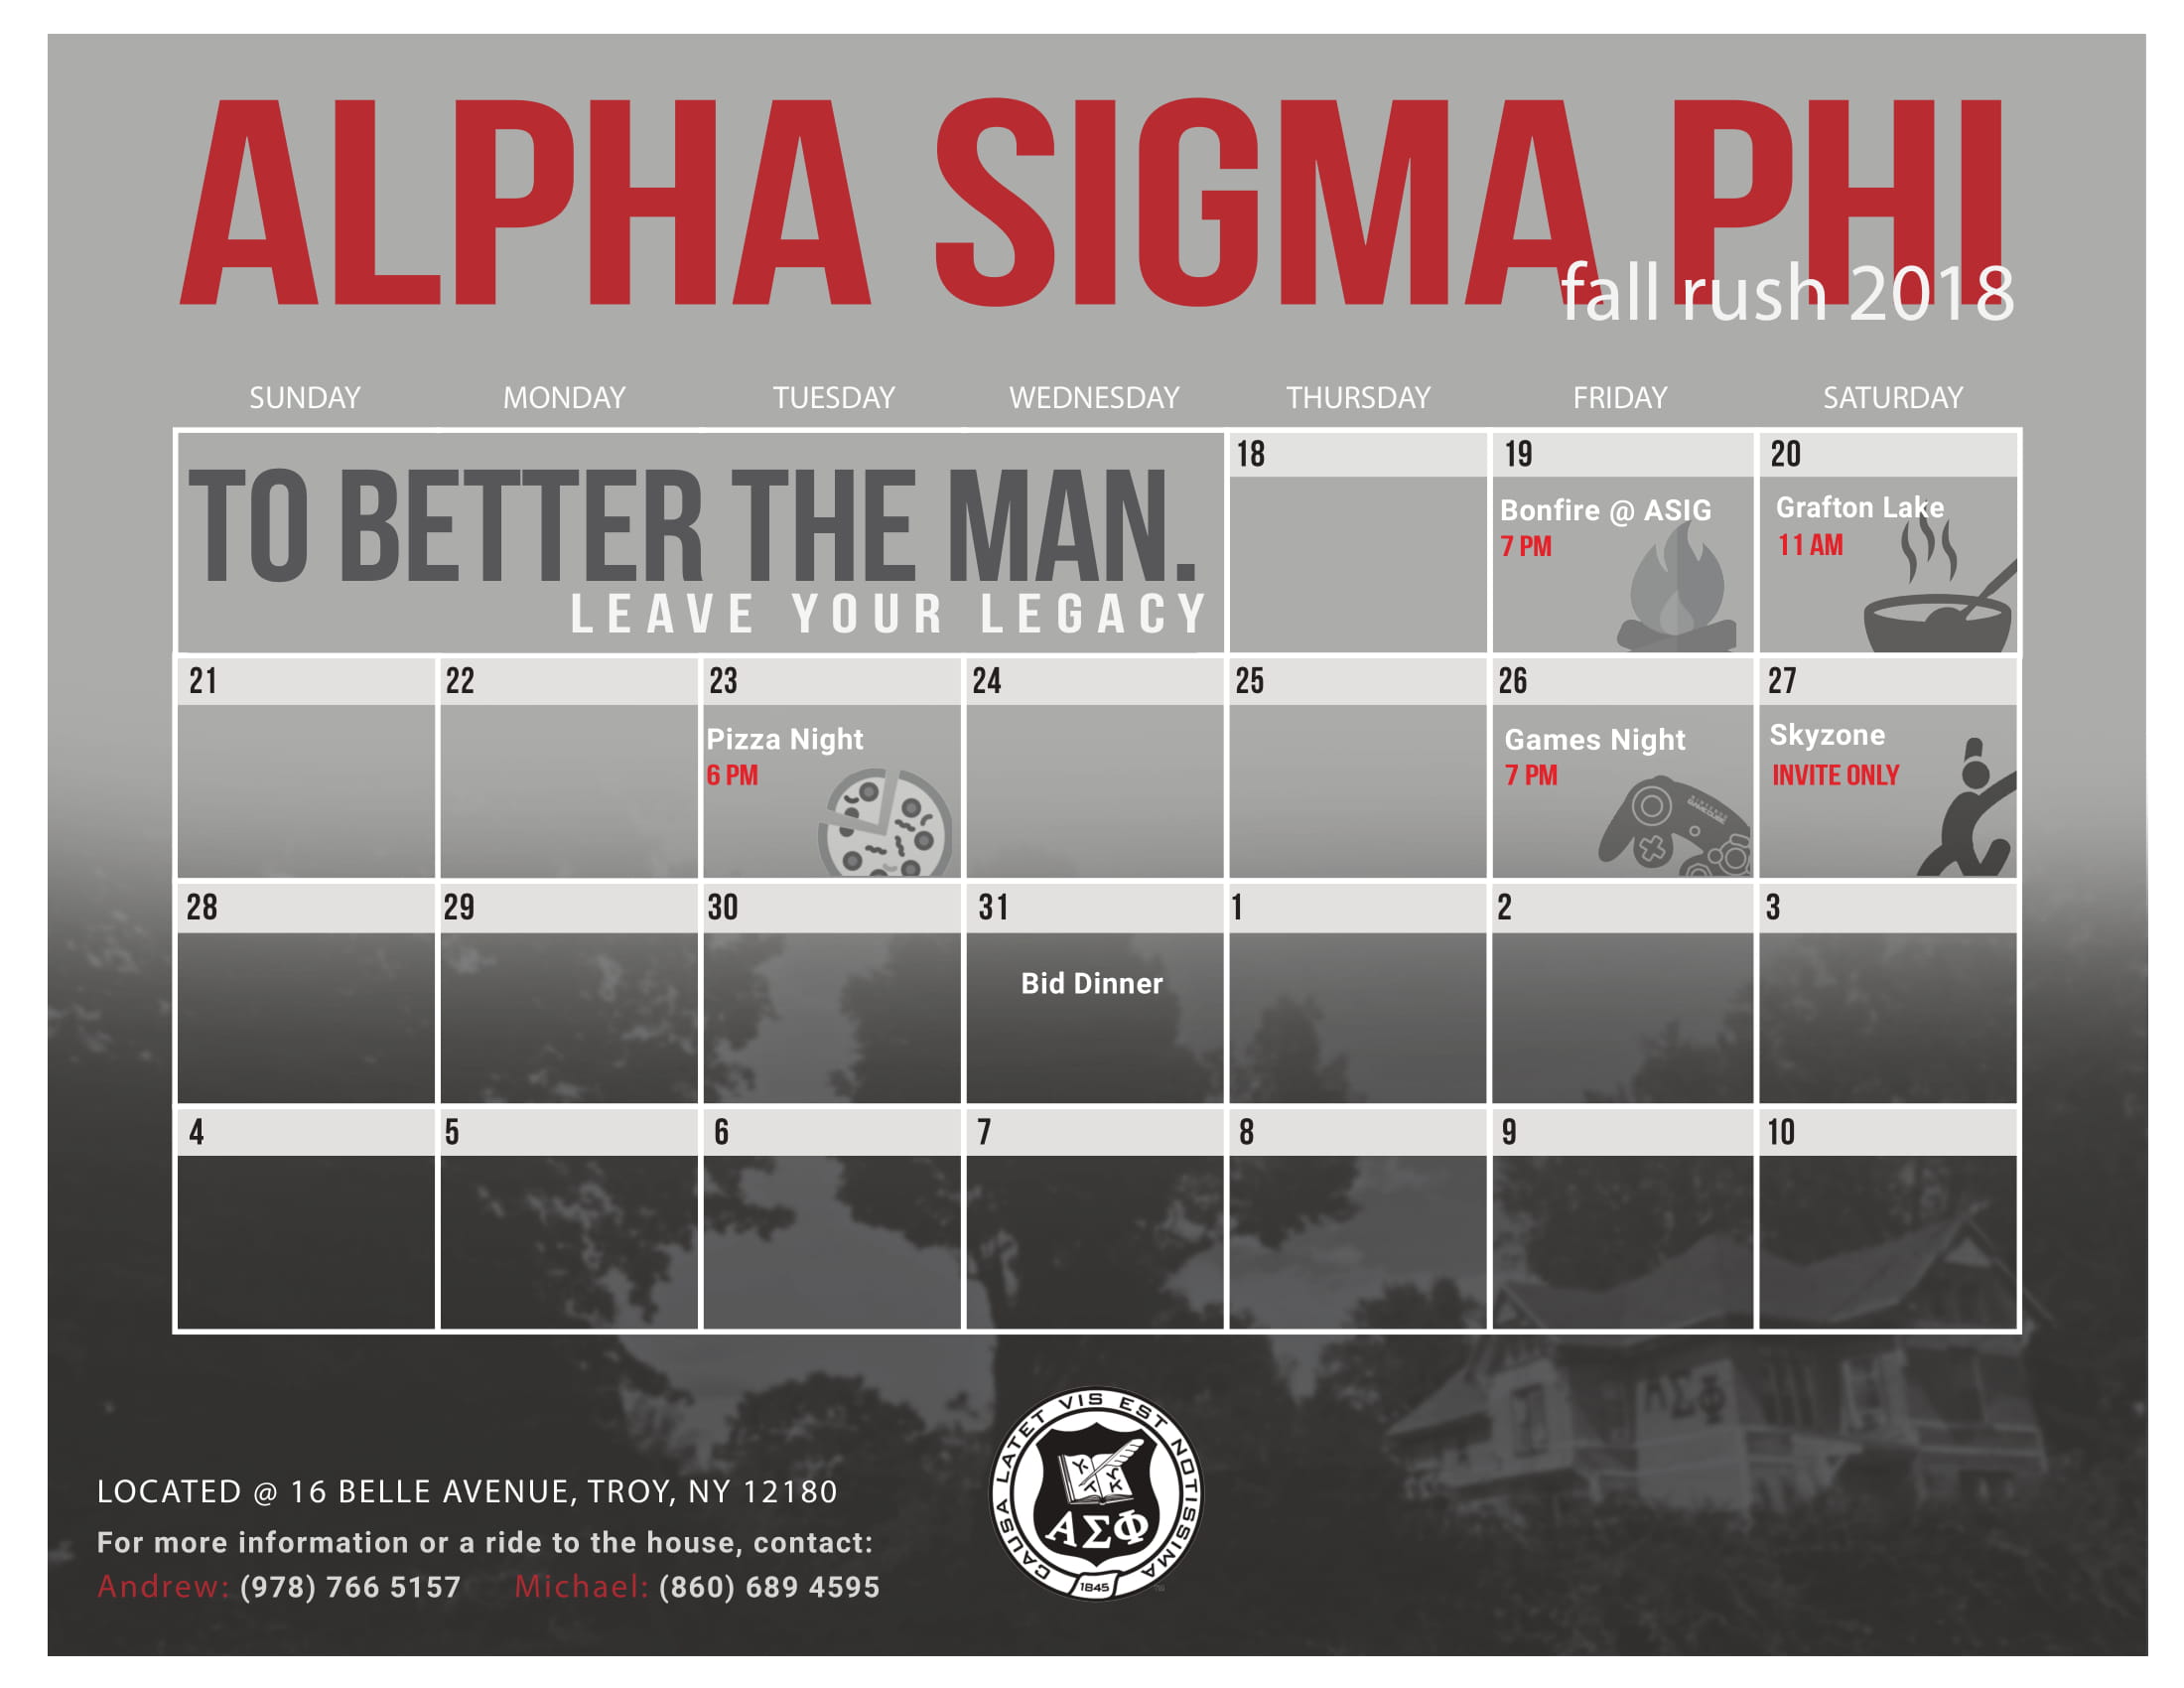 ALPHA SIGMA PHI
fall rush 2018
SUNDAY MONDAY TUESDAY WEDNESDAY THURSDAY FRIDAY SATURDAY
TO BETTER THE MAN.
LEAVE YOUR LEGACY
18 19 20
Bonfire @ ASIG Grafton Lake
7 PM 11 AM
21 22 23 24 25 26 27
Pizza Night Games Night Skyzone
6 PM 7 PM INVITE ONLY
28 29 30 31 1 2 3
Bid Dinner
4 5 6 7 8 9 10
ΑΣΦ
CAUSA LATET VIS EST NOTISSIMA
ΑΣΦ
1845
LOCATED @ 16 BELLE AVENUE, TROY, NY 12180
For more information or a ride to the house, contact:
Andrew: (978) 766 5157 Michael: (860) 689 4595